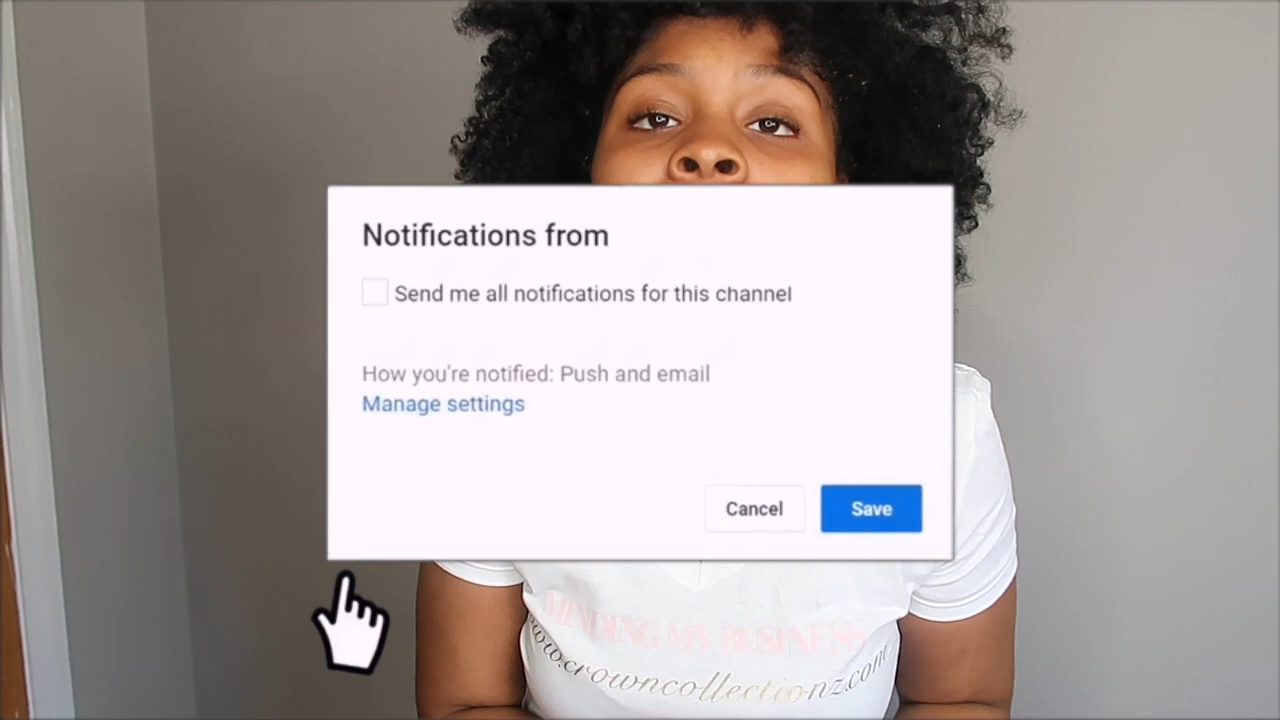 Notifications from
Send me all notifications for this channel
How you're notified: Push and email
Manage settings
Cancel
Save
MINDING MY BUSINESS
www.crowncollectionz.com